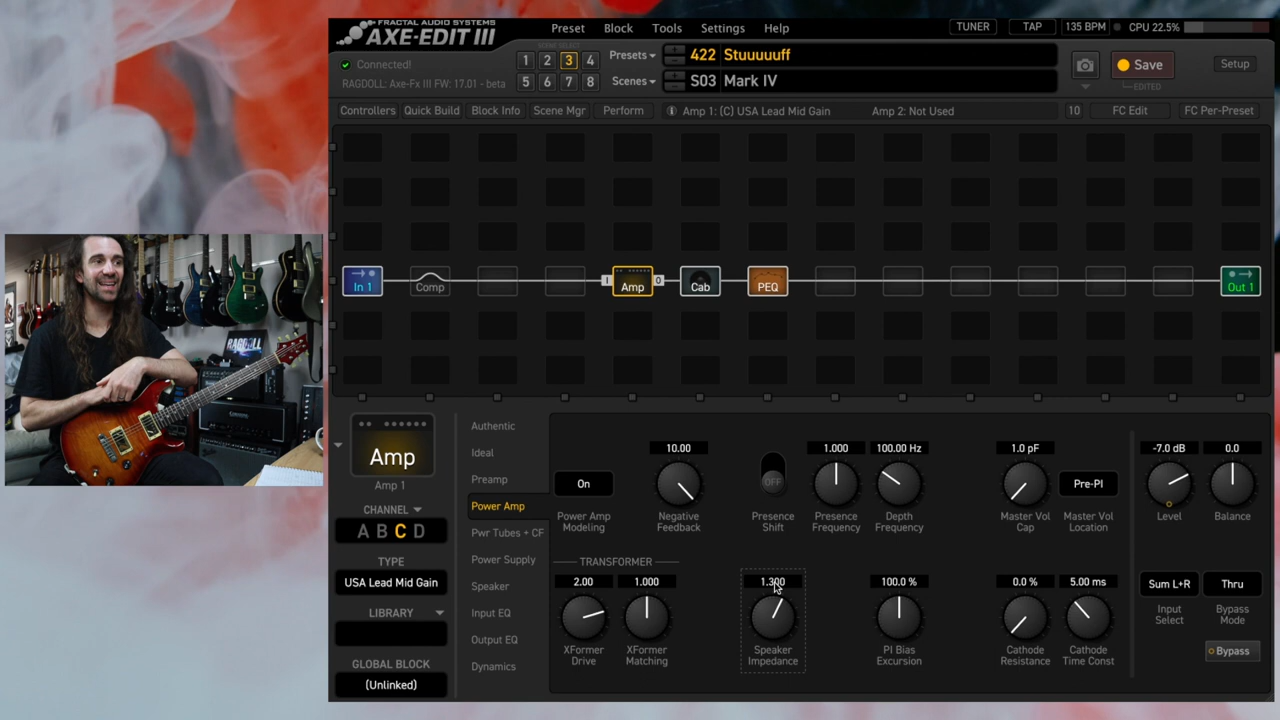 FRACTAL AUDIO SYSTEMS
AXE-EDIT III
Preset Block Tools Settings Help
TUNER TAP 135 BPM CPU 22.5%
SCENE SELECT
1 2 3 4
5 6 7 8
Connected!
RAGDOLL: Axe-Fx III FW: 17.01 - beta
Presets 422 Stuuuuuff
Scenes S03 Mark IV
Save
EDITED
Setup
Controllers Quick Build Block Info Scene Mgr Perform
Amp 1: (C) USA Lead Mid Gain Amp 2: Not Used
10 FC Edit FC Per-Preset
In 1 Comp I Amp O Cab PEQ Out 1
RAGDOLL
Amp
Amp 1
CHANNEL
A B C D
TYPE
USA Lead Mid Gain
LIBRARY
GLOBAL BLOCK
(Unlinked)
Authentic
Ideal
Preamp
Power Amp
Pwr Tubes + CF
Power Supply
Speaker
Input EQ
Output EQ
Dynamics
On
Power Amp
Modeling
10.00
Negative
Feedback
OFF
Presence
Shift
1.000
Presence
Frequency
100.00 Hz
Depth
Frequency
1.0 pF
Master Vol
Cap
Pre-PI
Master Vol
Location
-7.0 dB
Level
0.0
Balance
TRANSFORMER
2.00
XFormer
Drive
1.000
XFormer
Matching
1.300
Speaker
Impedance
100.0 %
PI Bias
Excursion
0.0 %
Cathode
Resistance
5.00 ms
Cathode
Time Const
Sum L+R
Input
Select
Thru
Bypass
Mode
Bypass